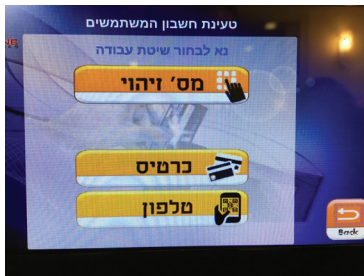 טעינת חשבון המשתמשים
נא לבחור שיטת עבודה
מס׳ זיהוי
כרטיס
טלפון
Back